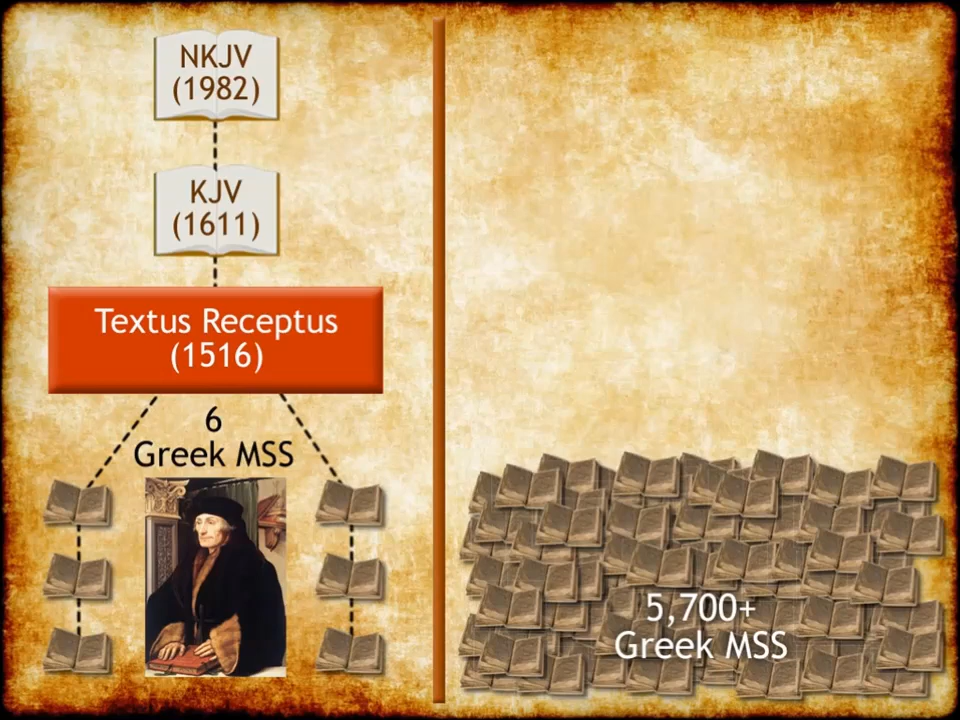 NKJV
(1982)
KJV
(1611)
Textus Receptus
(1516)
6
Greek MSS
5,700+
Greek MSS